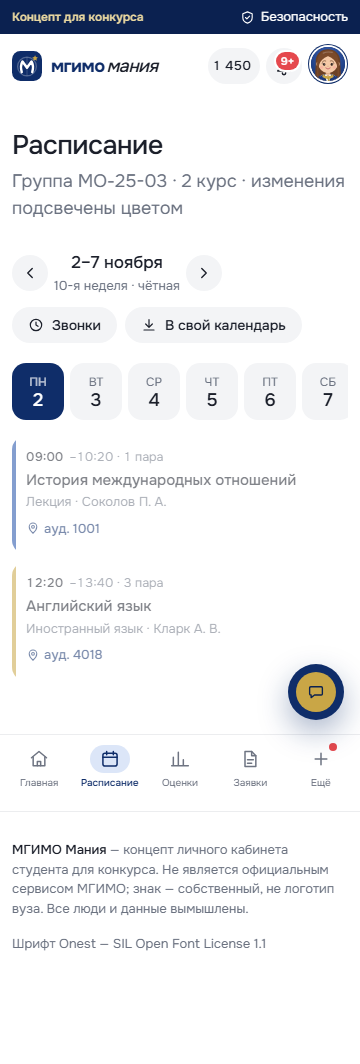 Концепт для конкурса
Безопасность
М МГИМО МАНИЯ
1 450
9+
Расписание
Группа МО-25-03 · 2 курс · изменения
подсвечены цветом
2–7 ноября
10-я неделя · чётная
Звонки
В свой календарь
ПН ВТ СР ЧТ ПТ СБ
2 3 4 5 6 7
09:00 –10:20 · 1 пара
История международных отношений
Лекция · Соколов П. А.
ауд. 1001
12:20 –13:40 · 3 пара
Английский язык
Иностранный язык · Кларк А. В.
ауд. 4018
Главная Расписание Оценки Заявки Ещё
МГИМО Мания — концепт личного кабинета
студента для конкурса. Не является официальным
сервисом МГИМО; знак — собственный, не логотип
вуза. Все люди и данные вымышлены.
Шрифт Onest — SIL Open Font License 1.1